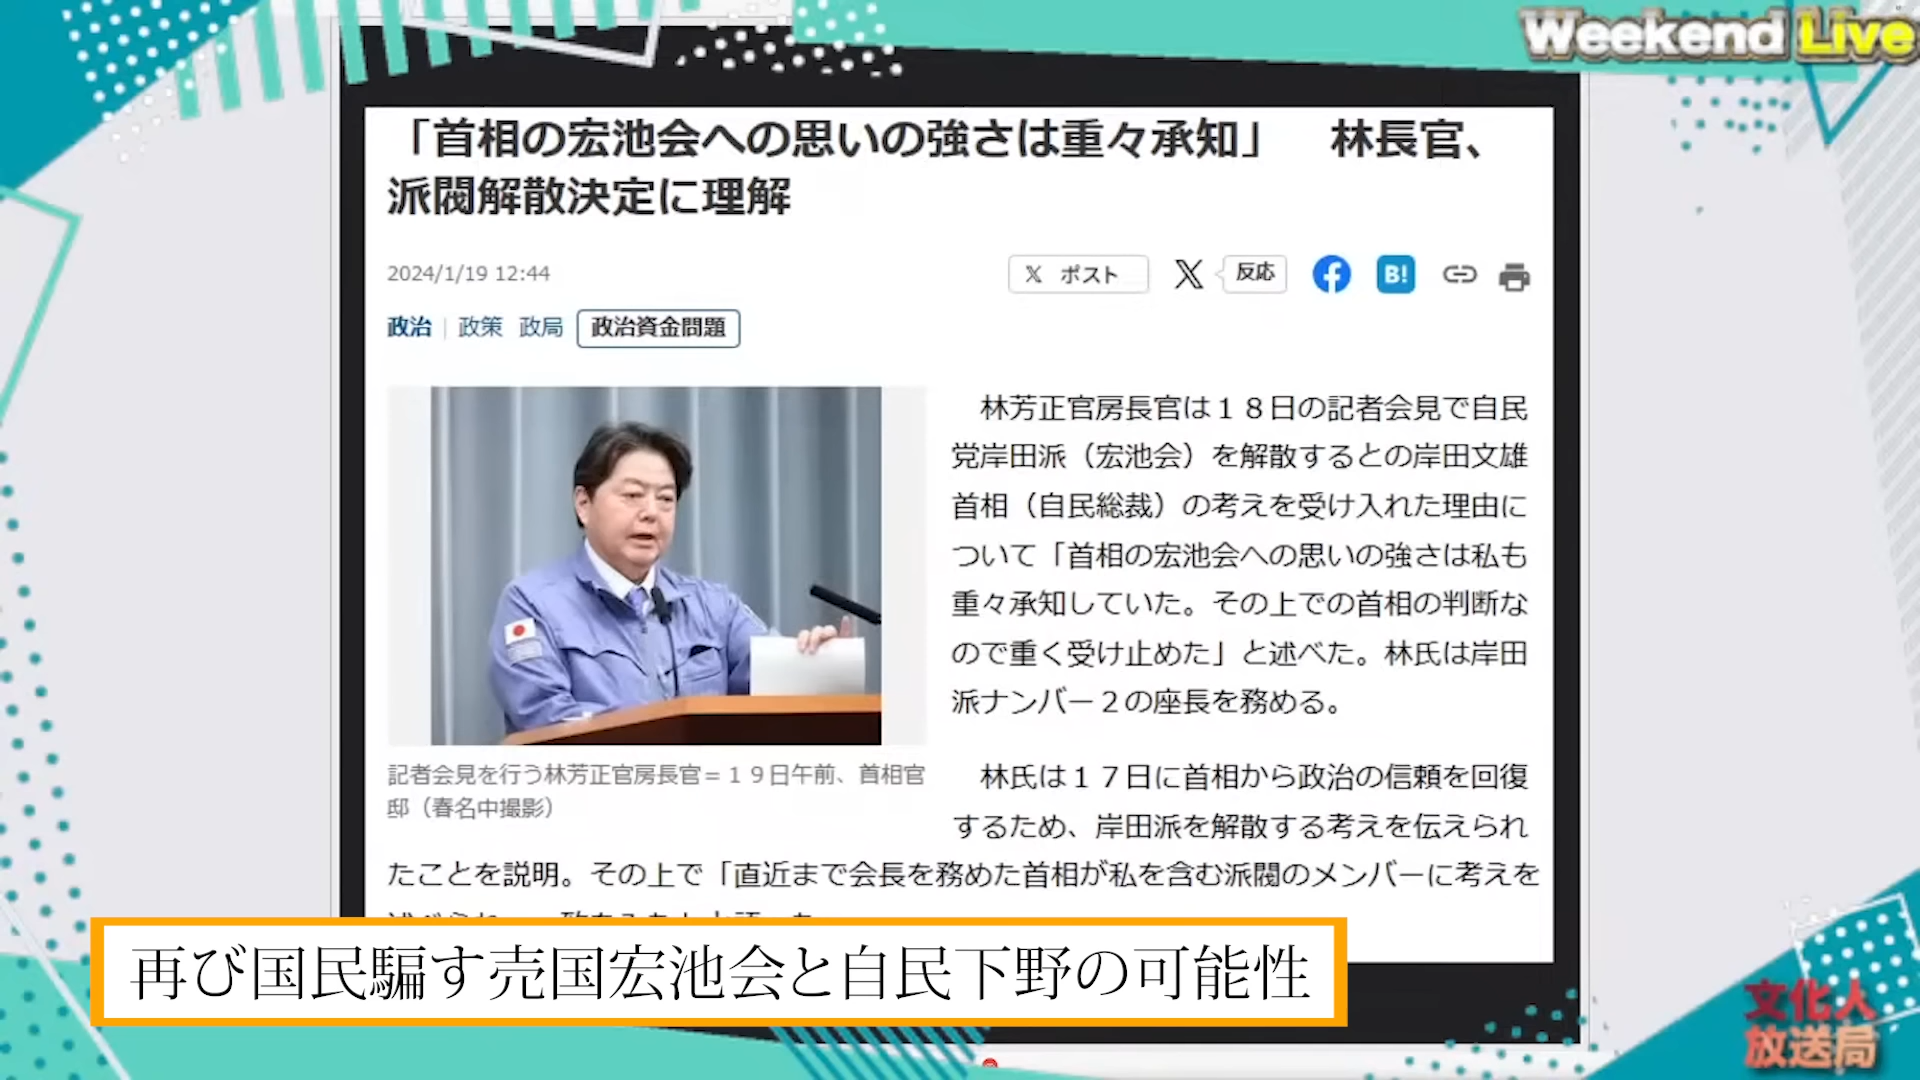 Weekend Live
「首相の宏池会への思いの強さは重々承知」　林長官、
派閥解散決定に理解
2024/1/19 12:44
X ポスト
X 反応
B!
政治 | 政策 政局 政治資金問題
林芳正官房長官は１８日の記者会見で自民
党岸田派（宏池会）を解散するとの岸田文雄
首相（自民総裁）の考えを受け入れた理由に
ついて「首相の宏池会への思いの強さは私も
重々承知していた。その上での首相の判断な
ので重く受け止めた」と述べた。林氏は岸田
派ナンバー２の座長を務める。
記者会見を行う林芳正官房長官＝１９日午前、首相官
邸（春名中撮影）
林氏は１７日に首相から政治の信頼を回復
するため、岸田派を解散する考えを伝えられ
たことを説明。その上で「直近まで会長を務めた首相が私を含む派閥のメンバーに考えを
再び国民騙す売国宏池会と自民下野の可能性
文化人
放送局